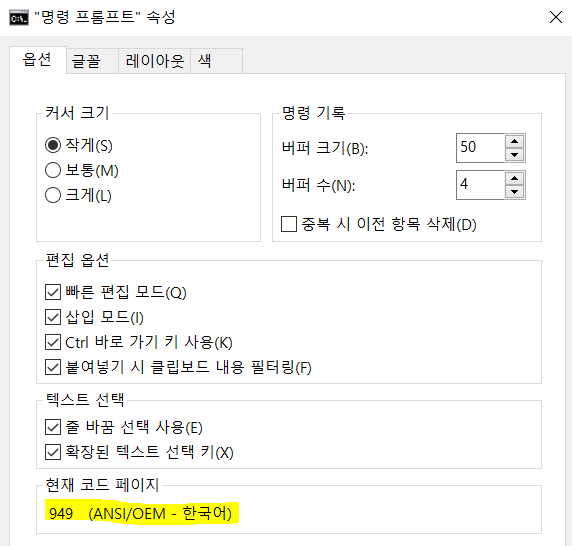 "명령 프롬프트" 속성
옵션 글꼴 레이아웃 색
커서 크기
작게(S)
보통(M)
크게(L)
명령 기록
버퍼 크기(B): 50
버퍼 수(N): 4
중복 시 이전 항목 삭제(D)
편집 옵션
빠른 편집 모드(Q)
삽입 모드(I)
Ctrl 바로 가기 키 사용(K)
붙여넣기 시 클립보드 내용 필터링(F)
텍스트 선택
줄 바꿈 선택 사용(E)
확장된 텍스트 선택 키(X)
현재 코드 페이지
949 (ANSI/OEM - 한국어)